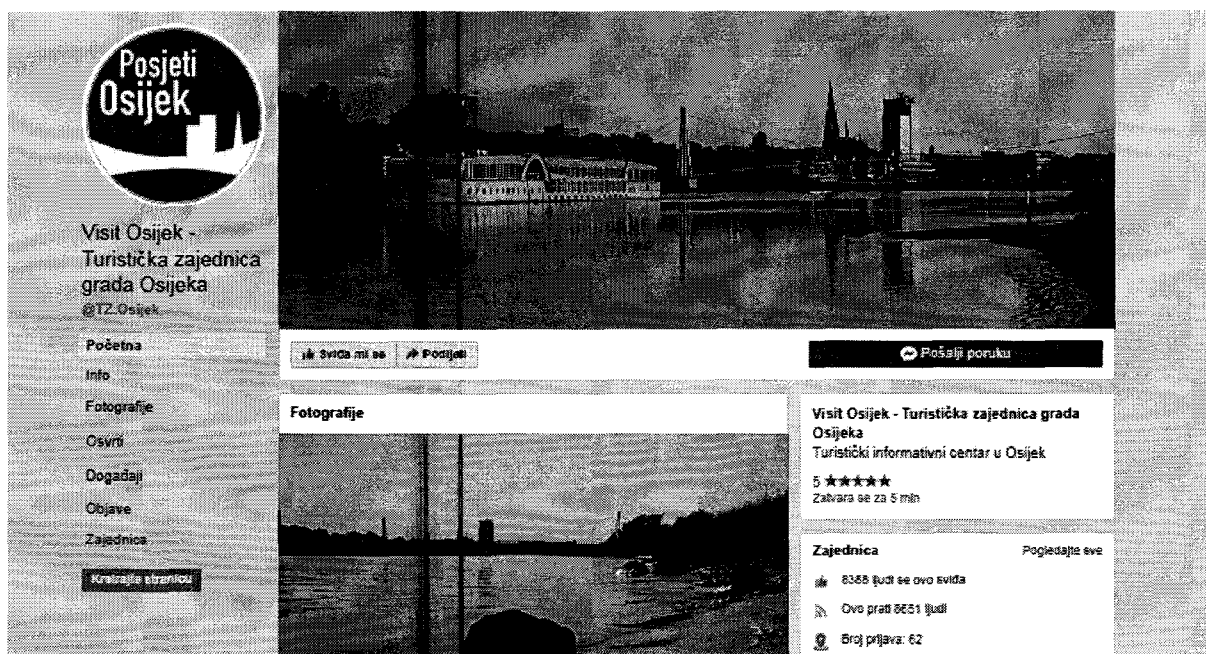 Posjeti
Osijek
Visit Osijek -
Turistička zajednica
grada Osijeka
@TZ.Osijek
Početna
Info
Fotografije
Osvrti
Događaji
Objave
Zajednica
Kreirajte stranicu
Sviđa mi se
Podijeli
Pošalji poruku
Fotografije
Visit Osijek - Turistička zajednica grada
Osijeka
Turistički informativni centar u Osijek
5 ★★★★★
Zatvara se za 5 min
Zajednica
Pogledajte sve
ljudi se ovo sviđa
Ovo prati ljudi
Broj prijava: 62